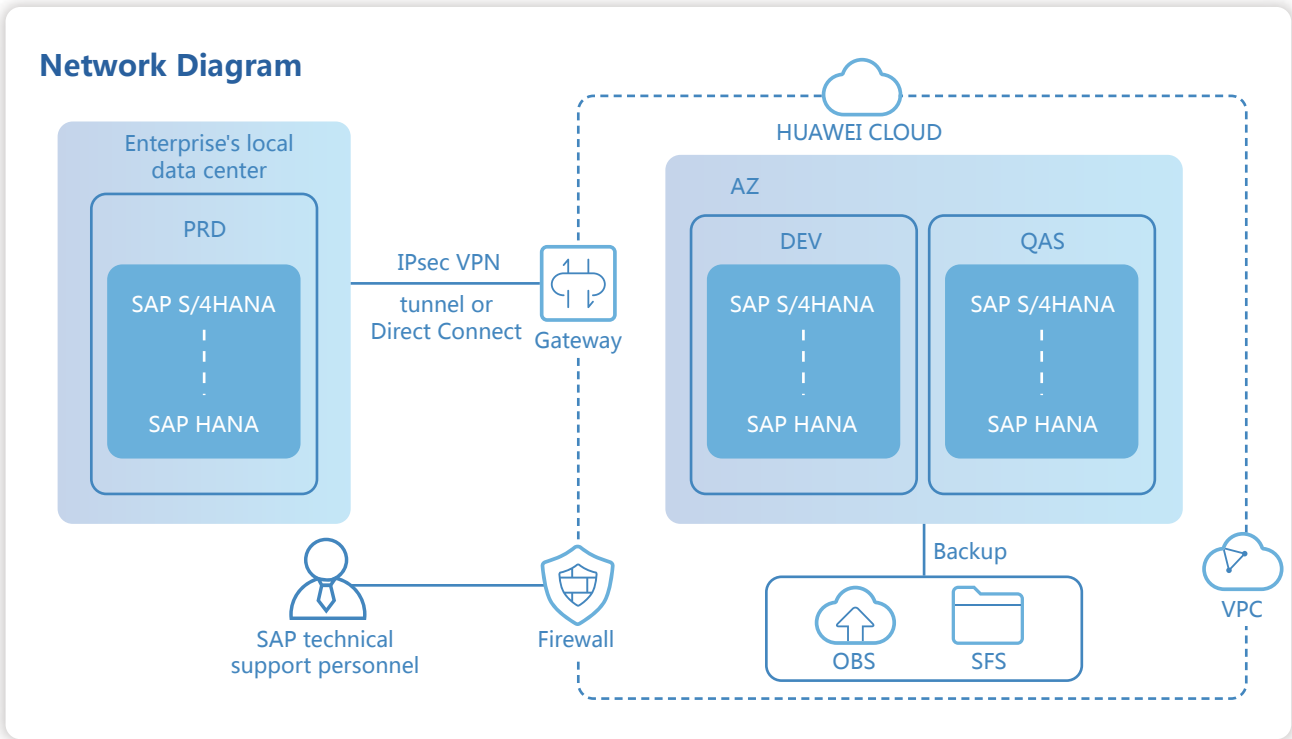 Network Diagram
Enterprise's local
data center
PRD
SAP S/4HANA
SAP HANA
IPsec VPN
tunnel or
Direct Connect
Gateway
HUAWEI CLOUD
AZ
DEV
SAP S/4HANA
SAP HANA
QAS
SAP S/4HANA
SAP HANA
SAP technical
support personnel
Firewall
Backup
OBS
SFS
VPC